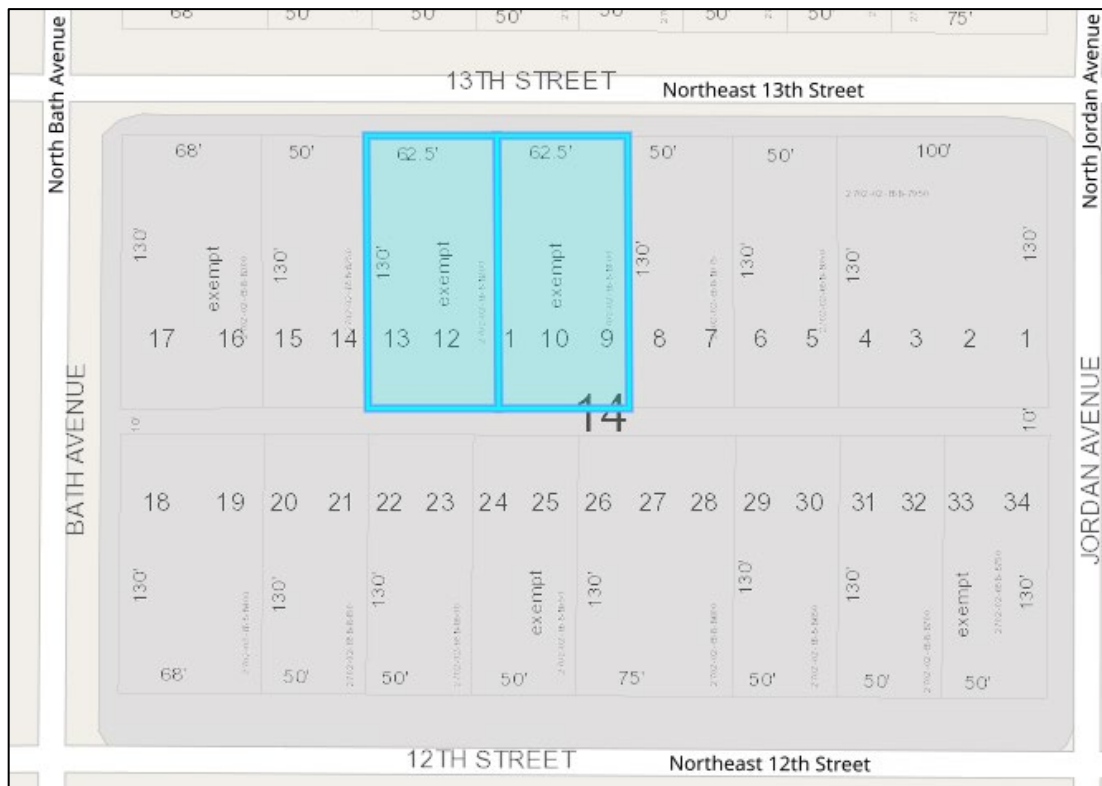 50'
50'
50'
50'
75'
North Bath Avenue
13TH STREET
Northeast 13th Street
North Jordan Avenue
68'
50'
62.5'
62.5'
50'
50'
100'
130'
exempt
130'
130'
exempt
exempt
130'
130'
130'
130'
17 16 15 14 13 12 1 10 9 8 7 6 5 4 3 2 1
14
10'
10'
BATH AVENUE
JORDAN AVENUE
18 19 20 21 22 23 24 25 26 27 28 29 30 31 32 33 34
130'
130'
130'
exempt
130'
130'
130'
exempt
130'
68'
50'
50'
50'
75'
50'
50'
50'
12TH STREET
Northeast 12th Street